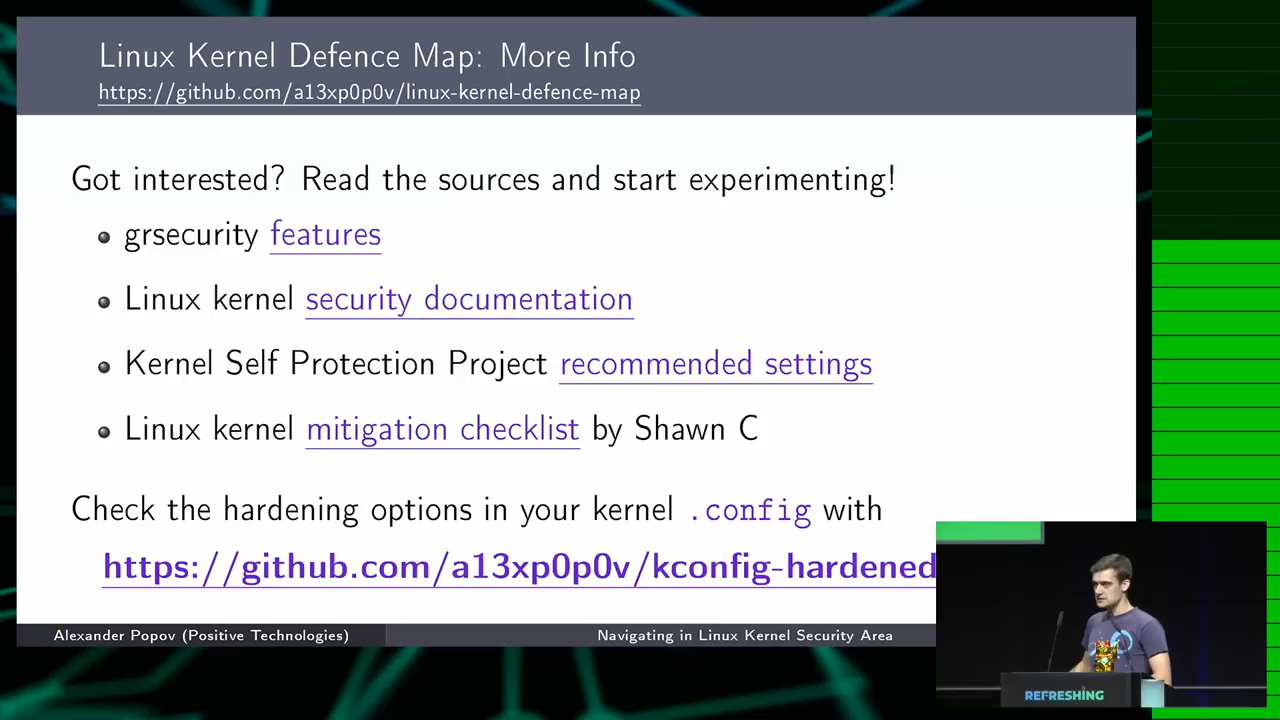 Linux Kernel Defence Map: More Info
https://github.com/a13xp0p0v/linux-kernel-defence-map
Got interested? Read the sources and start experimenting!
grsecurity features
Linux kernel security documentation
Kernel Self Protection Project recommended settings
Linux kernel mitigation checklist by Shawn C
Check the hardening options in your kernel .config with
https://github.com/a13xp0p0v/kconfig-hardened
Alexander Popov (Positive Technologies)
Navigating in Linux Kernel Security Area
REFRESHING